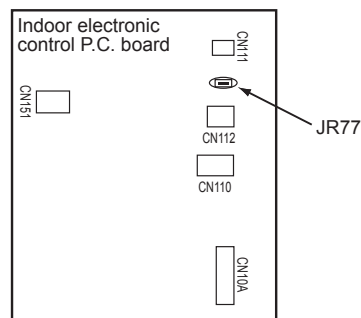 Indoor electronic
control P.C. board
CN111
CN151
JR77
CN112
CN110
CN10A